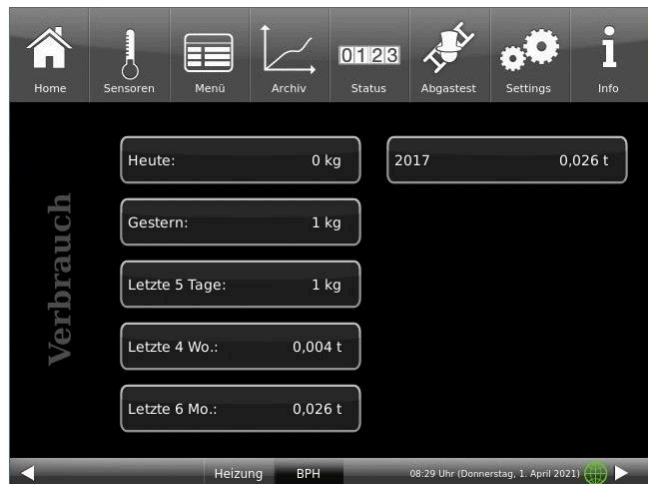 Home Sensoren Menü Archiv 0123 Status Abgastest Settings i Info
Verbrauch
Heute: 0 kg
2017 0,026 t
Gestern: 1 kg
Letzte 5 Tage: 1 kg
Letzte 4 Wo.: 0,004 t
Letzte 6 Mo.: 0,026 t
Heizung BPH 08:29 Uhr (Donnerstag, 1. April 2021)